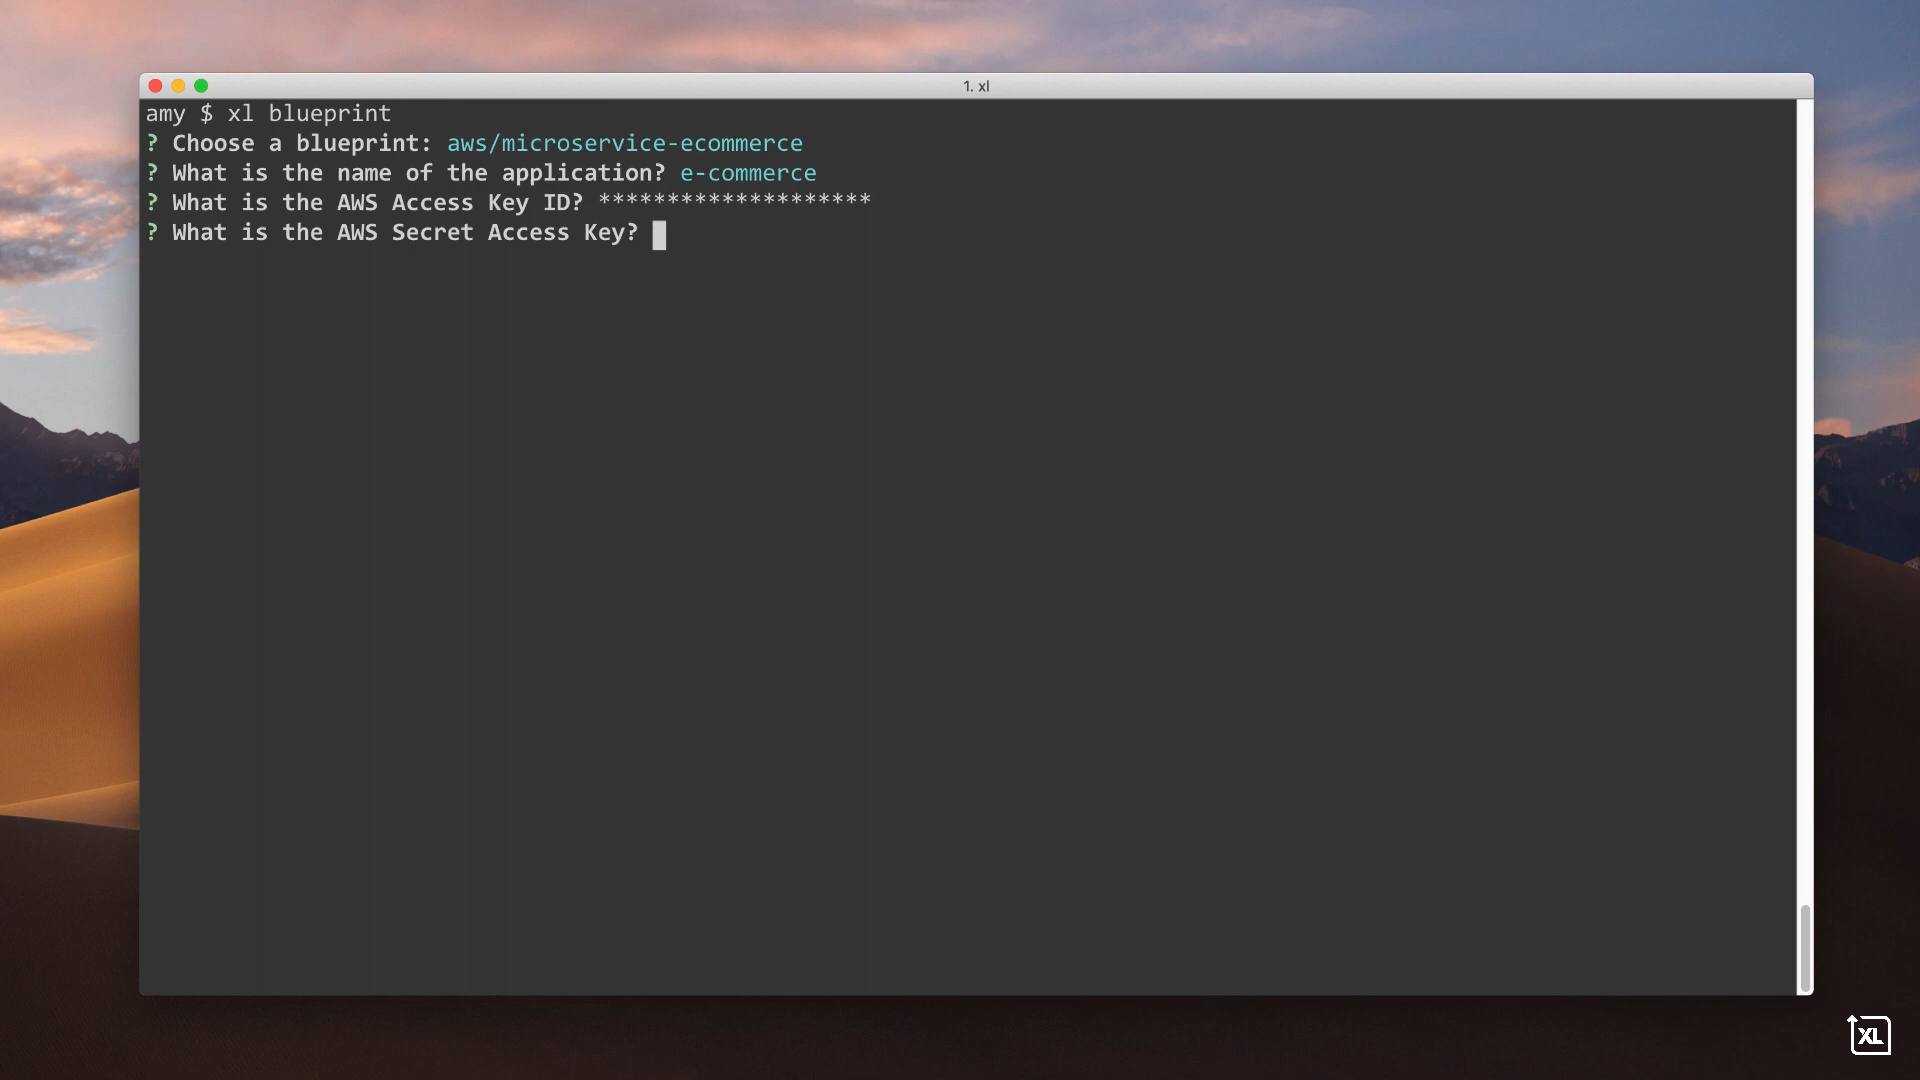 1. xl
amy $ xl blueprint
? Choose a blueprint: aws/microservice-ecommerce
? What is the name of the application? e-commerce
? What is the AWS Access Key ID? ********************
? What is the AWS Secret Access Key?
XL